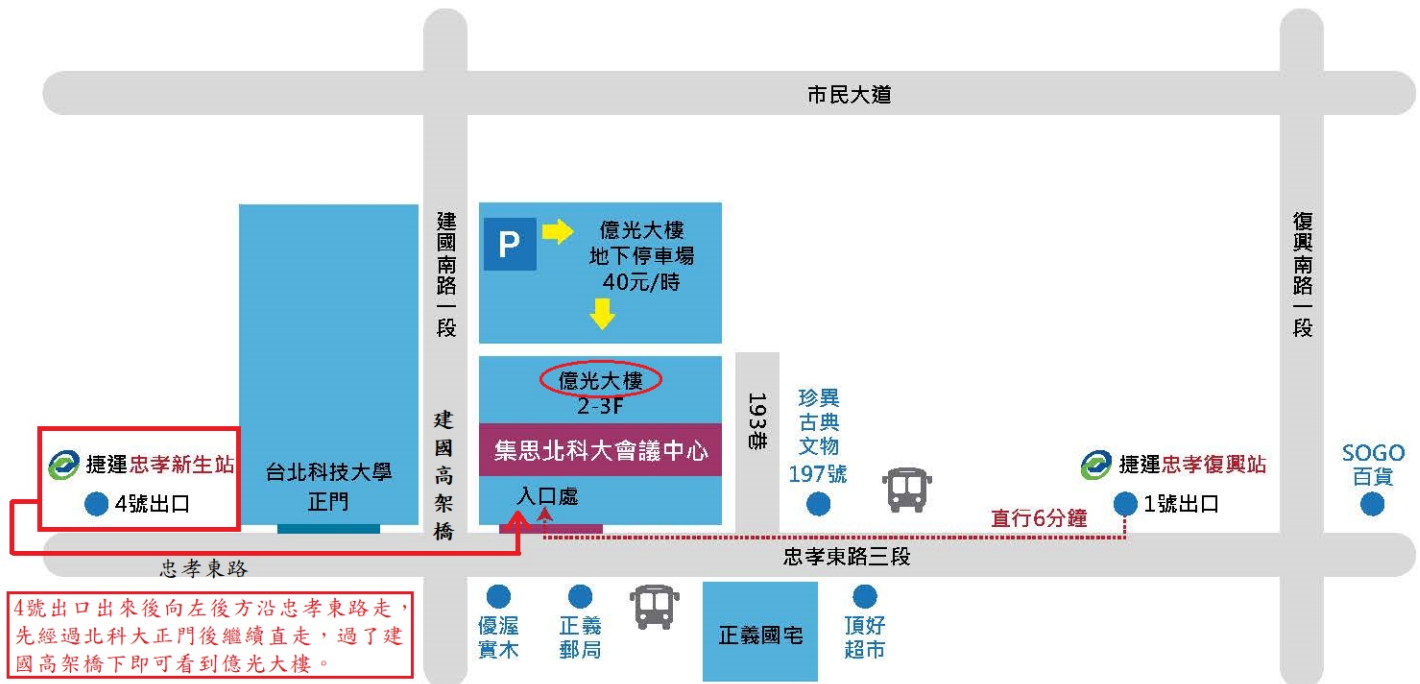 市民大道
建國南路一段
P
億光大樓
地下停車場
40元/時
復興南路一段
億光大樓
2-3F
集思北科大會議中心
入口處
建國高架橋
193巷
珍異
古典
文物
197號
捷運忠孝新生站
4號出口
台北科技大學
正門
捷運忠孝復興站
1號出口
SOGO
百貨
直行6分鐘
忠孝東路
忠孝東路三段
4號出口出來後向左後方沿忠孝東路走，
先經過北科大正門後繼續直走，過了建
國高架橋下即可看到億光大樓。
優渥
實木
正義
郵局
正義國宅
頂好
超市